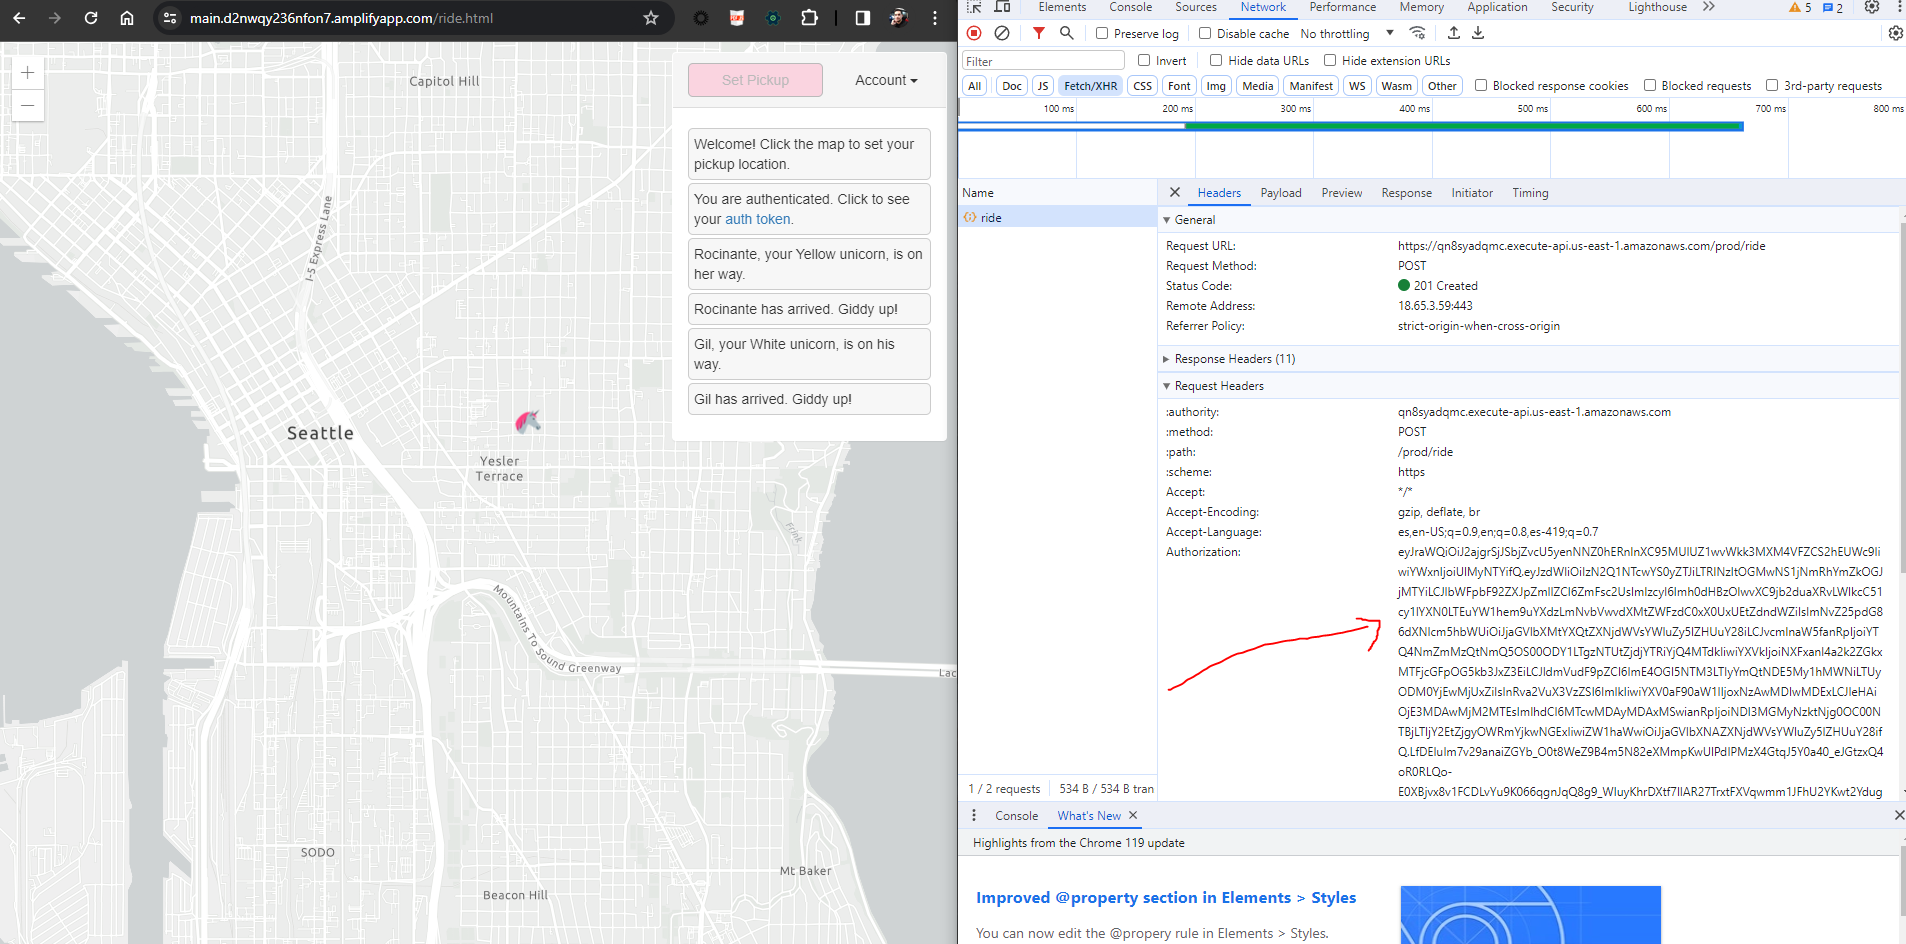 main.d2nwqy236nfon7.amplifyapp.com/ride.html
Capitol Hill
I-5 Express Lane
Seattle
Yesler
Terrace
Mountains To Sound Greenway
Lac
SODO
Beacon Hill
Mt Baker
Set Pickup
Account
Welcome! Click the map to set your
pickup location.
You are authenticated. Click to see
your auth token.
Rocinante, your Yellow unicorn, is on
her way.
Rocinante has arrived. Giddy up!
Gil, your White unicorn, is on his
way.
Gil has arrived. Giddy up!
Elements Console Sources Network Performance Memory Application Security Lighthouse 5 2
Preserve log Disable cache No throttling
Filter Invert Hide data URLs Hide extension URLs
All Doc JS Fetch/XHR CSS Font Img Media Manifest WS Wasm Other Blocked response cookies Blocked requests 3rd-party requests
100 ms 200 ms 300 ms 400 ms 500 ms 600 ms 700 ms 800 ms
Name
ride
Headers Payload Preview Response Initiator Timing
General
Request URL: https://qn8syadqmc.execute-api.us-east-1.amazonaws.com/prod/ride
Request Method: POST
Status Code: 201 Created
Remote Address: 18.65.3.59:443
Referrer Policy: strict-origin-when-cross-origin
Response Headers (11)
Request Headers
:authority: qn8syadqmc.execute-api.us-east-1.amazonaws.com
:method: POST
:path: /prod/ride
:scheme: https
Accept: */*
Accept-Encoding: gzip, deflate, br
Accept-Language: es,en-US;q=0.9,en;q=0.8,es-419;q=0.7
Authorization:
1 / 2 requests 534 B / 534 B tran
Console What's New
Highlights from the Chrome 119 update
Improved @property section in Elements > Styles
You can now edit the @propery rule in Elements > Styles.